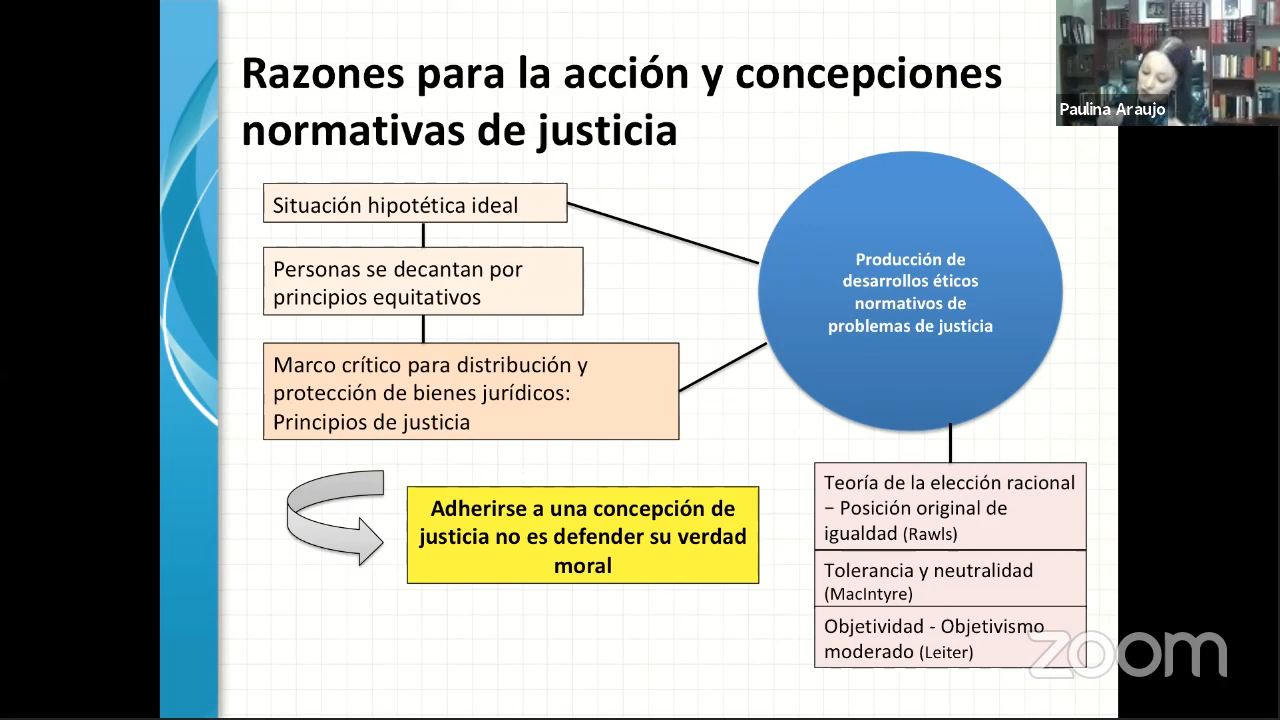 Razones para la acción y concepciones
normativas de justicia
Paulina Araujo
Situación hipotética ideal
Personas se decantan por
principios equitativos
Marco crítico para distribución y
protección de bienes jurídicos:
Principios de justicia
Adherirse a una concepción de
justicia no es defender su verdad
moral
Producción de
desarrollos éticos
normativos de
problemas de justicia
Teoría de la elección racional
– Posición original de
igualdad (Rawls)
Tolerancia y neutralidad
(MacIntyre)
Objetividad - Objetivismo
moderado (Leiter)
zoom